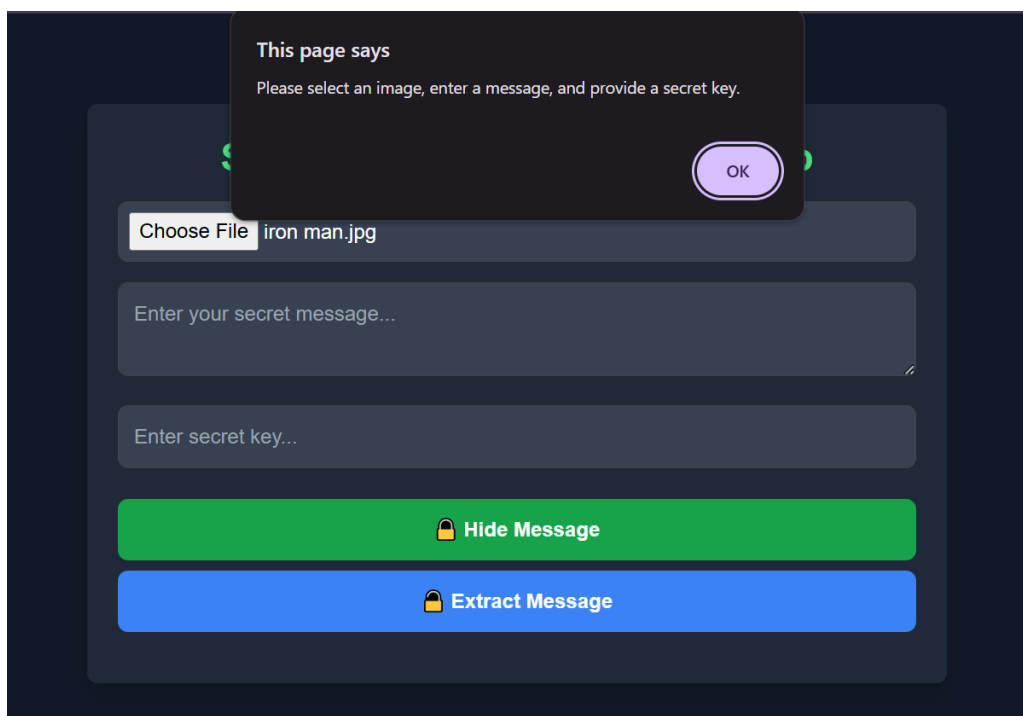 This page says
Please select an image, enter a message, and provide a secret key.
OK
Choose File iron man.jpg
Enter your secret message...
Enter secret key...
🔒 Hide Message
🔒 Extract Message